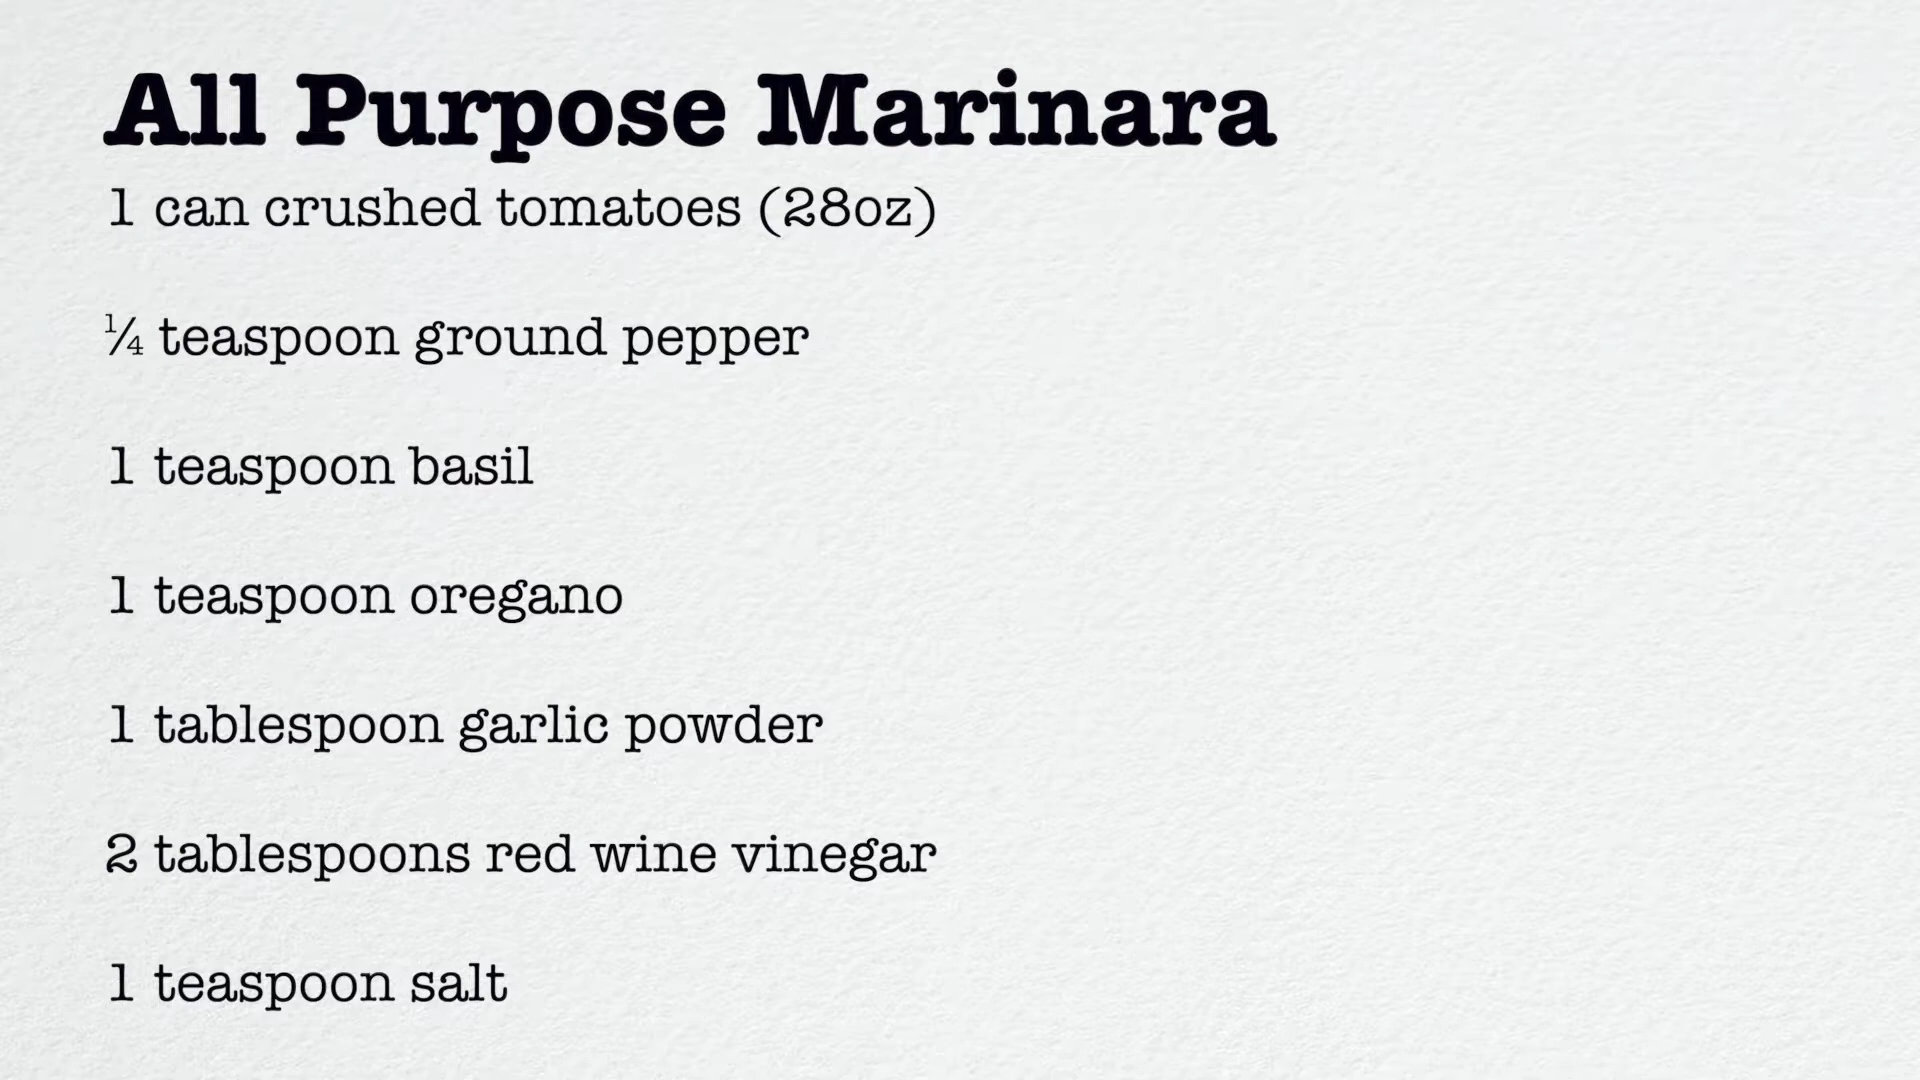 All Purpose Marinara
1 can crushed tomatoes (28oz)
¼ teaspoon ground pepper
1 teaspoon basil
1 teaspoon oregano
1 tablespoon garlic powder
2 tablespoons red wine vinegar
1 teaspoon salt